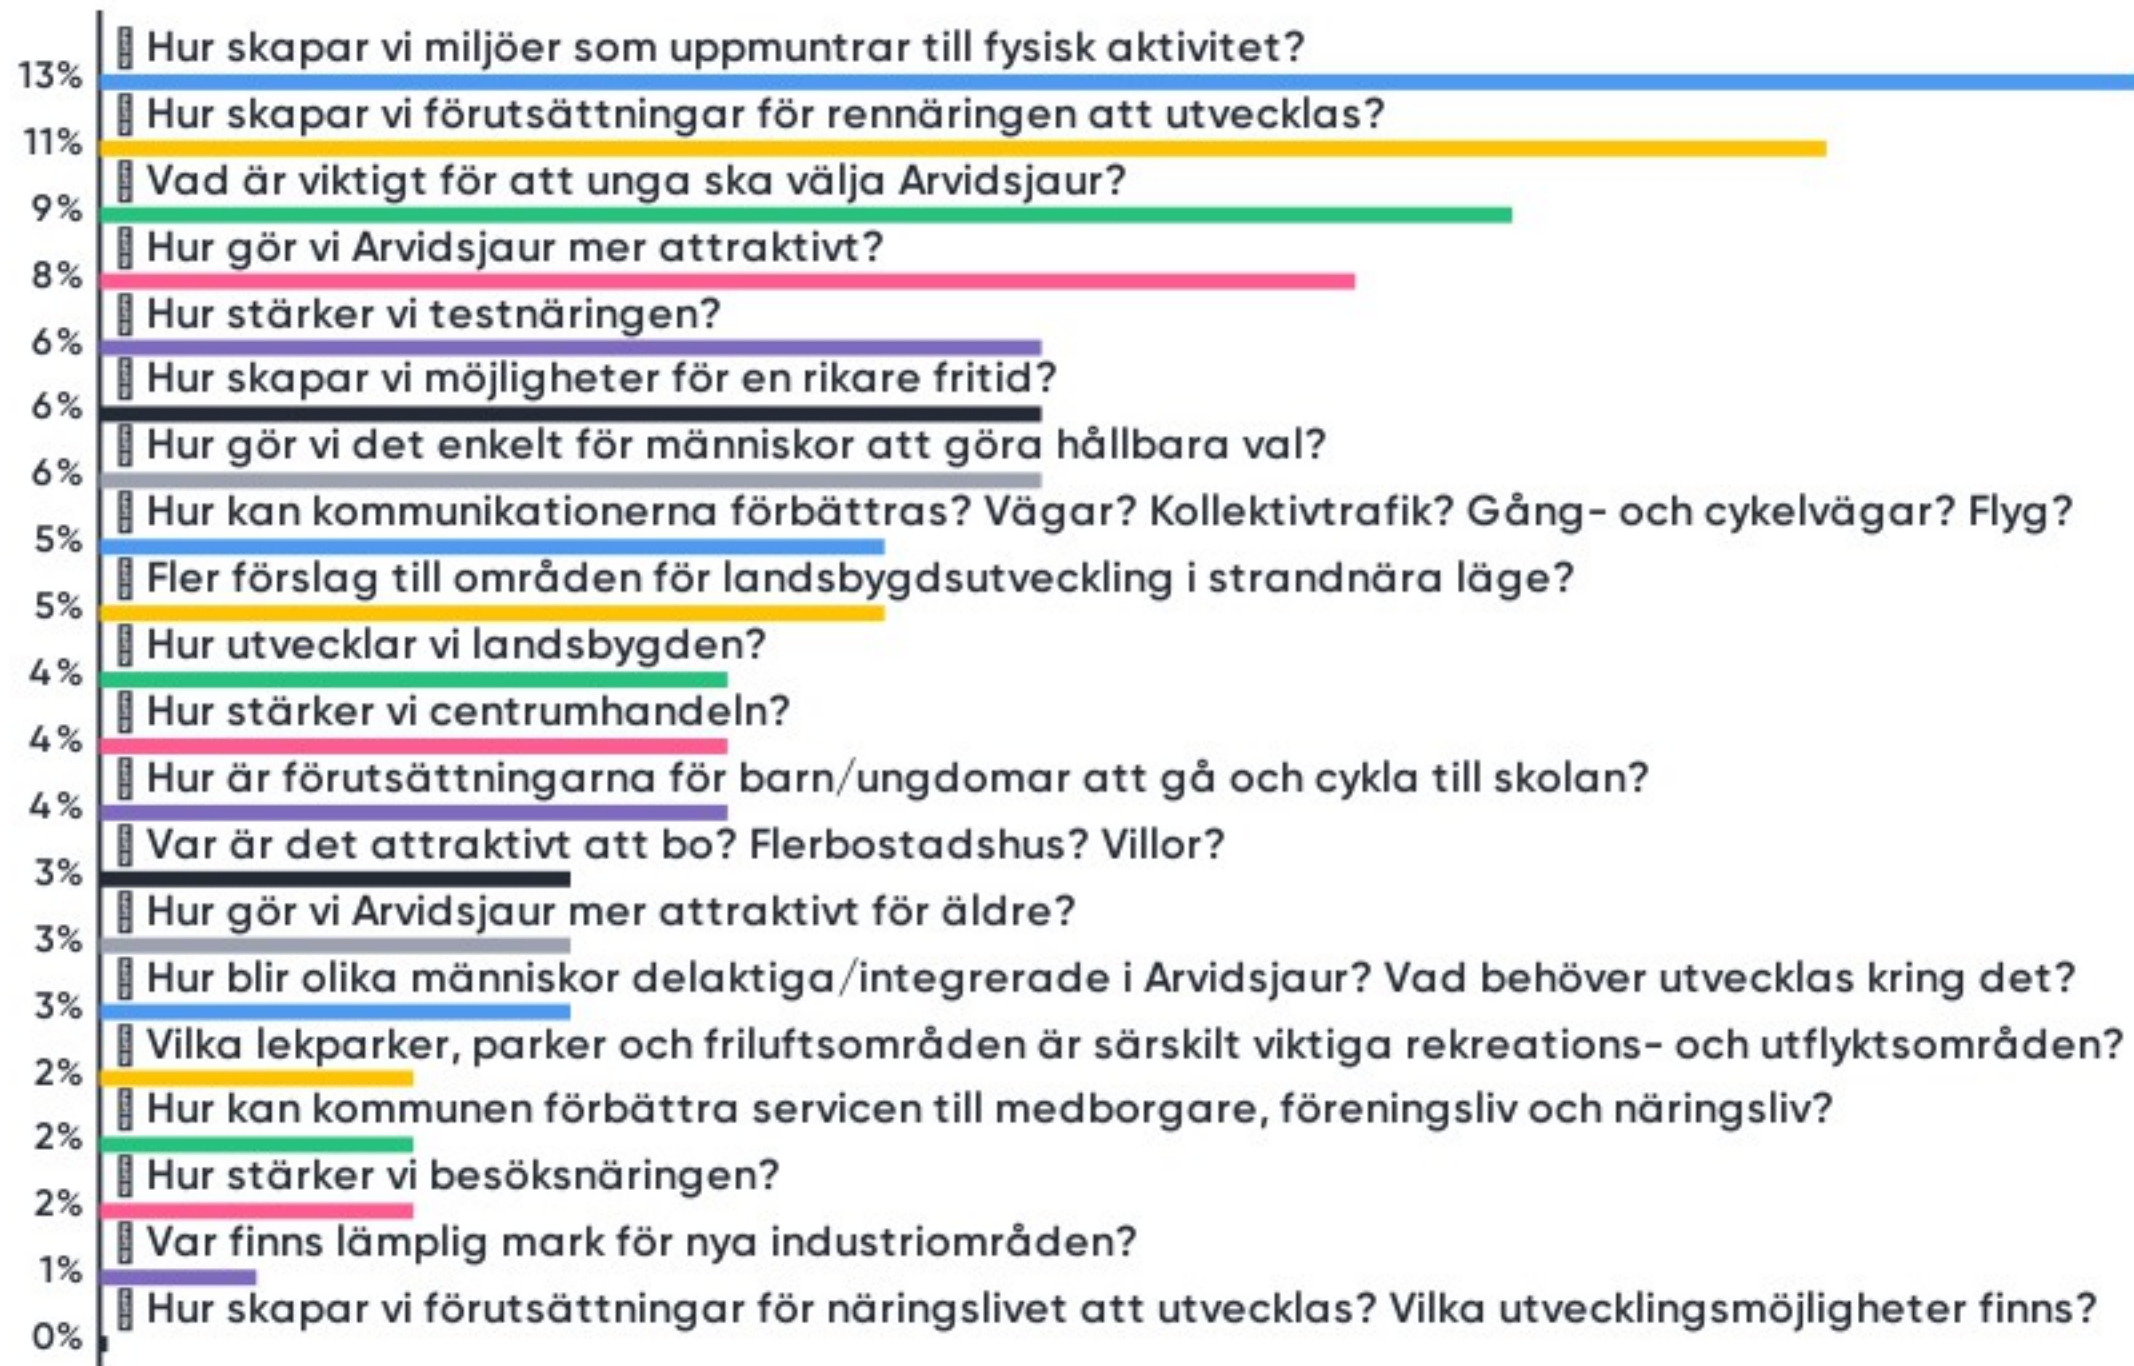 Hur skapar vi miljöer som uppmuntrar till fysisk aktivitet?
13%
Hur skapar vi förutsättningar för rennäringen att utvecklas?
11%
Vad är viktigt för att unga ska välja Arvidsjaur?
9%
Hur gör vi Arvidsjaur mer attraktivt?
8%
Hur stärker vi testnäringen?
6%
Hur skapar vi möjligheter för en rikare fritid?
6%
Hur gör vi det enkelt för människor att göra hållbara val?
6%
Hur kan kommunikationerna förbättras? Vägar? Kollektivtrafik? Gång- och cykelvägar? Flyg?
5%
Fler förslag till områden för landsbygdsutveckling i strandnära läge?
5%
Hur utvecklar vi landsbygden?
4%
Hur stärker vi centrumhandeln?
4%
Hur är förutsättningarna för barn/ungdomar att gå och cykla till skolan?
4%
Var är det attraktivt att bo? Flerbostadshus? Villor?
3%
Hur gör vi Arvidsjaur mer attraktivt för äldre?
3%
Hur blir olika människor delaktiga/integrerade i Arvidsjaur? Vad behöver utvecklas kring det?
3%
Vilka lekparker, parker och friluftsområden är särskilt viktiga rekreations- och utflyktsområden?
2%
Hur kan kommunen förbättra servicen till medborgare, föreningsliv och näringsliv?
2%
Hur stärker vi besöksnäringen?
2%
Var finns lämplig mark för nya industriområden?
1%
Hur skapar vi förutsättningar för näringslivet att utvecklas? Vilka utvecklingsmöjligheter finns?
0%